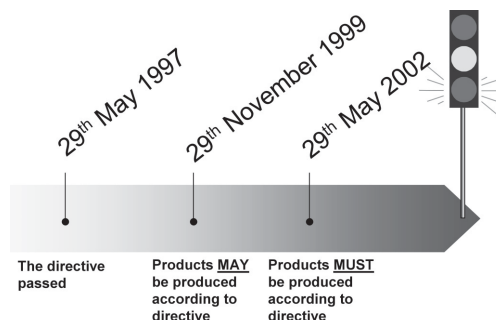 29th May 1997
29th November 1999
29th May 2002
The directive
passed
Products MAY
be produced
according to
directive
Products MUST
be produced
according to
directive